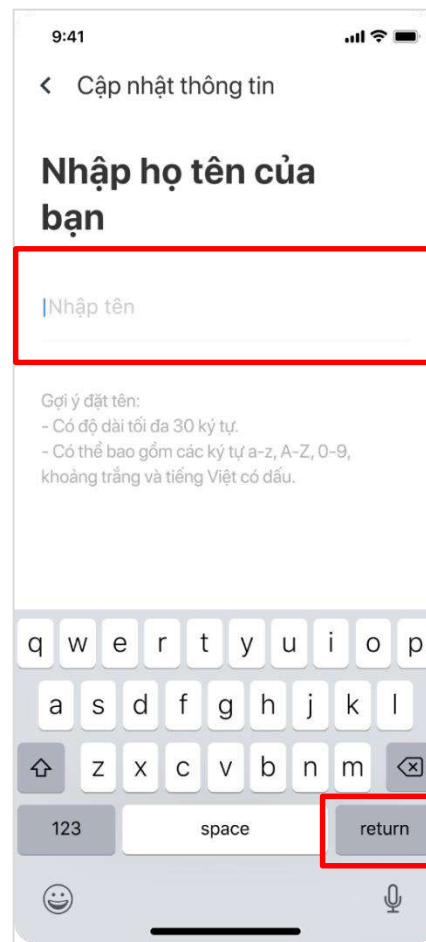 9:41
Cập nhật thông tin
Nhập họ tên của
bạn
Nhập tên
Gợi ý đặt tên:
- Có độ dài tối đa 30 ký tự.
- Có thể bao gồm các ký tự a-z, A-Z, 0-9,
khoảng trắng và tiếng Việt có dấu.
q w e r t y u i o p
a s d f g h j k l
z x c v b n m
123 space return